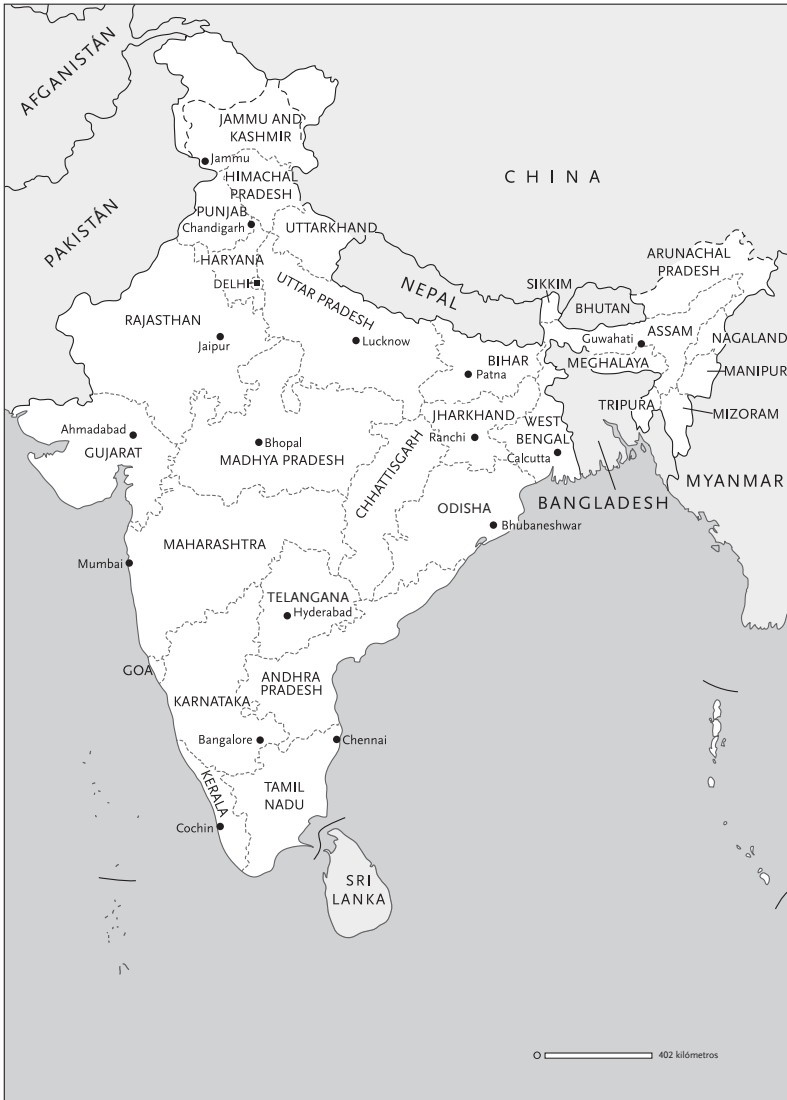 AFGANISTÁN
JAMMU AND
KASHMIR
Jammu
CHINA
HIMACHAL
PRADESH
PAKISTÁN
PUNJAB
Chandigarh
UTTARKHAND
HARYANA
DELHI
NEPAL
SIKKIM
BHUTAN
ARUNACHAL
PRADESH
UTTAR PRADESH
RAJASTHAN
Jaipur
Lucknow
BIHAR
Patna
Guwahati
ASSAM
NAGALAND
MEGHALAYA
MANIPUR
TRIPURA
MIZORAM
Ahmadabad
GUJARAT
Bhopal
MADHYA PRADESH
CHHATTISGARH
JHARKHAND
Ranchi
WEST
BENGAL
Calcutta
MYANMAR
BANGLADESH
ODISHA
Bhubaneshwar
MAHARASHTRA
Mumbai
TELANGANA
Hyderabad
GOA
ANDHRA
PRADESH
KARNATAKA
Bangalore
Chennai
KERALA
TAMIL
NADU
Cochin
SRI
LANKA
0
402 kilómetros